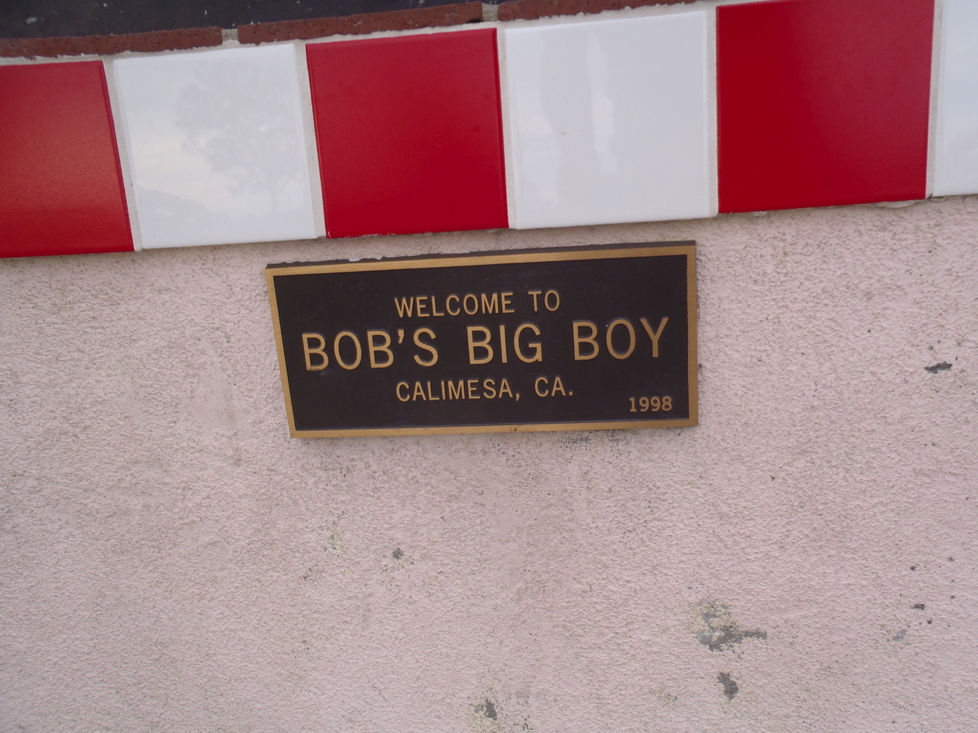 WELCOME TO
BOB'S BIG BOY
CALIMESA, CA.
1998